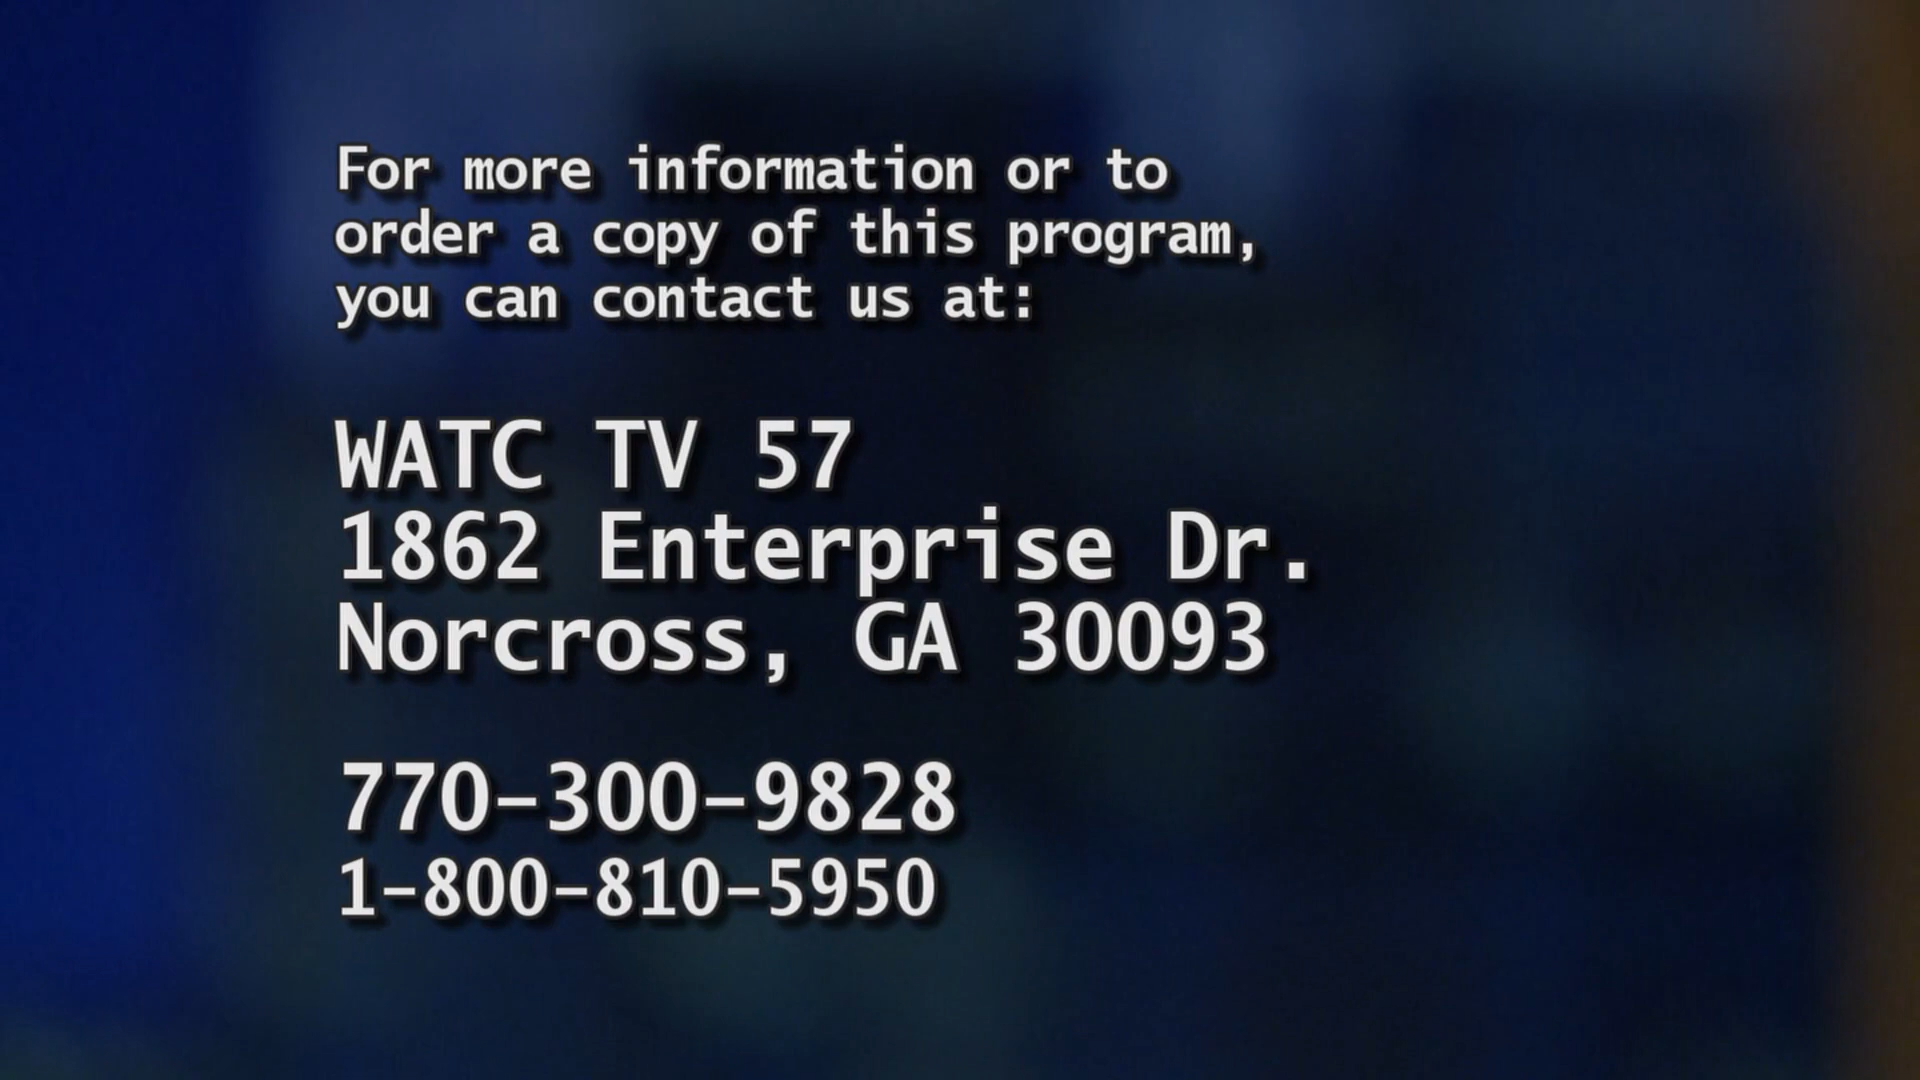 For more information or to
order a copy of this program,
you can contact us at:
WATC TV 57
1862 Enterprise Dr.
Norcross, GA 30093
770-300-9828
1-800-810-5950